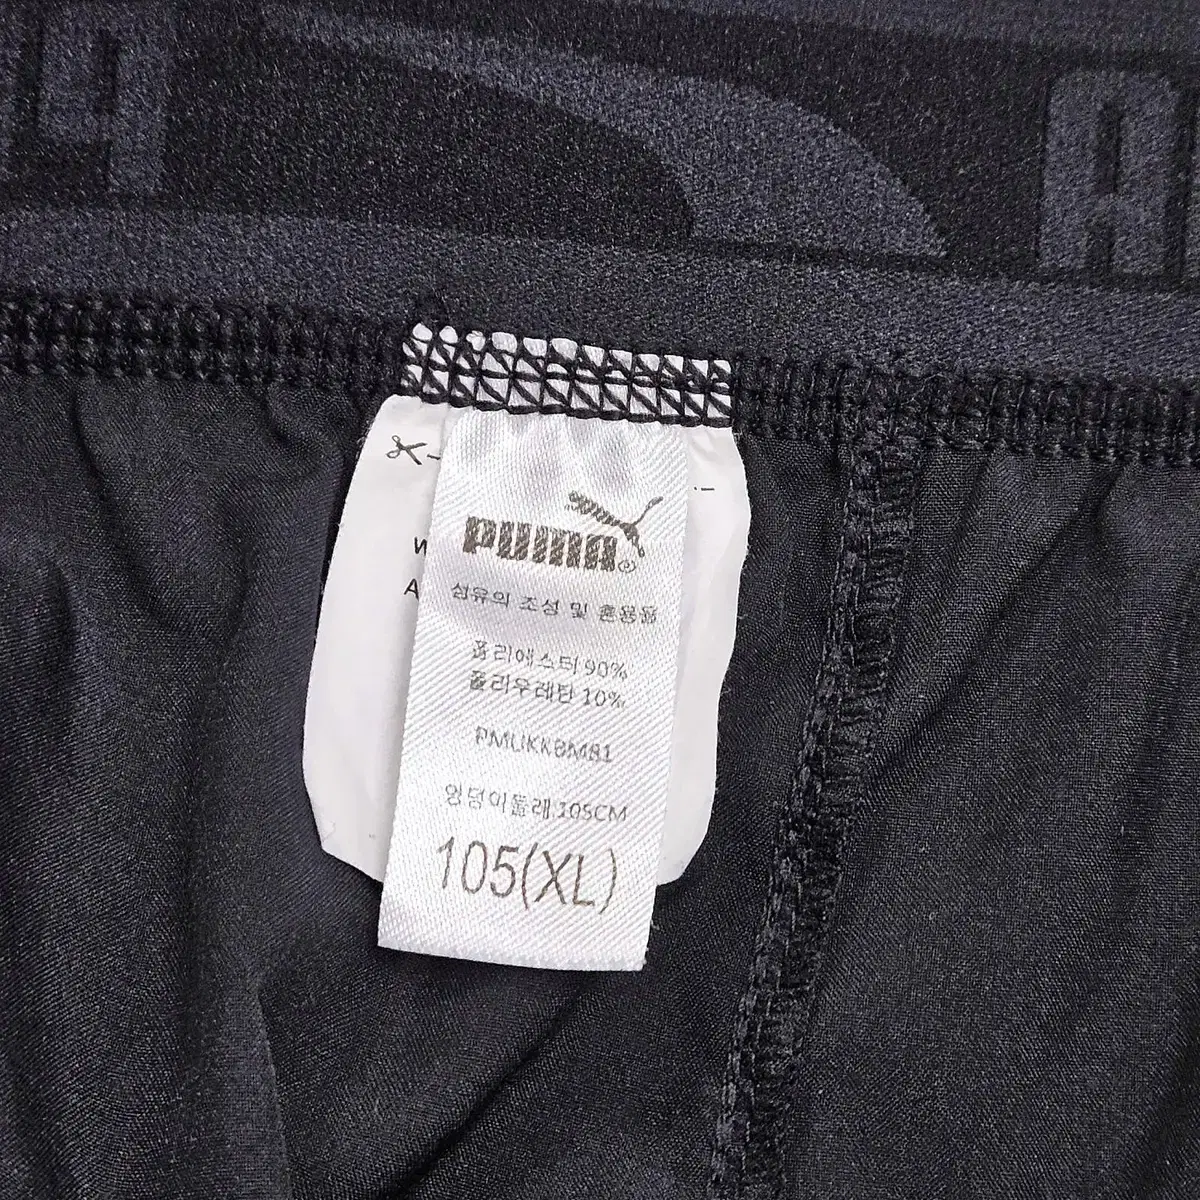 PUMA®
섬유의 조성 및 혼용율
폴리에스터 90%
폴리우레탄 10%
PMUKK8M81
엉덩이둘레.105CM
105(XL)
W
A